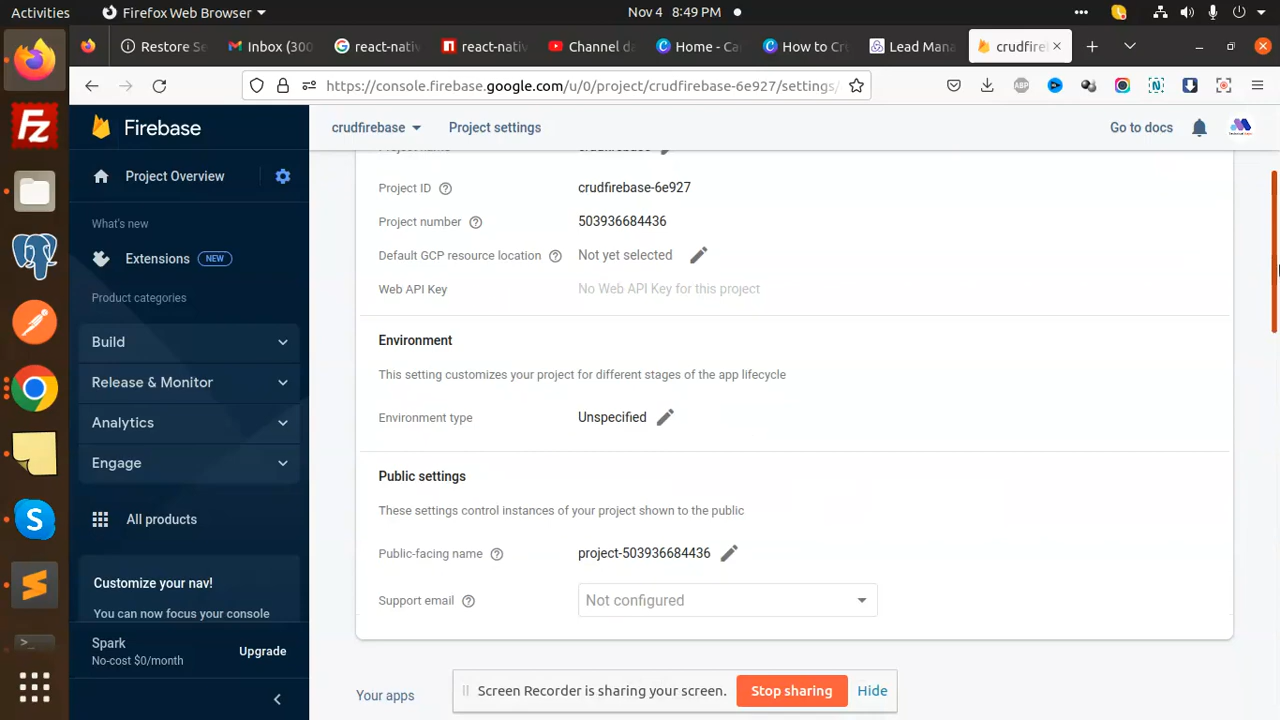 Activities
Firefox Web Browser
Nov 4 8:49 PM
Restore Se
Inbox (300
react-nati
react-nati
Channel da
Home - Ca
How to Cr
Lead Mana
crudfireb
https://console.firebase.google.com/u/0/project/crudfirebase-6e927/settings/
Firebase
crudfirebase
Project settings
Go to docs
Project Overview
Project ID
crudfirebase-6e927
What's new
Project number
503936684436
Extensions
NEW
Default GCP resource location
Not yet selected
Product categories
Web API Key
No Web API Key for this project
Build
Environment
This setting customizes your project for different stages of the app lifecycle
Release & Monitor
Environment type
Unspecified
Analytics
Engage
Public settings
These settings control instances of your project shown to the public
All products
Public-facing name
project-503936684436
Customize your nav!
You can now focus your console
Support email
Not configured
Spark
No-cost $0/month
Upgrade
Your apps
Screen Recorder is sharing your screen.
Stop sharing
Hide